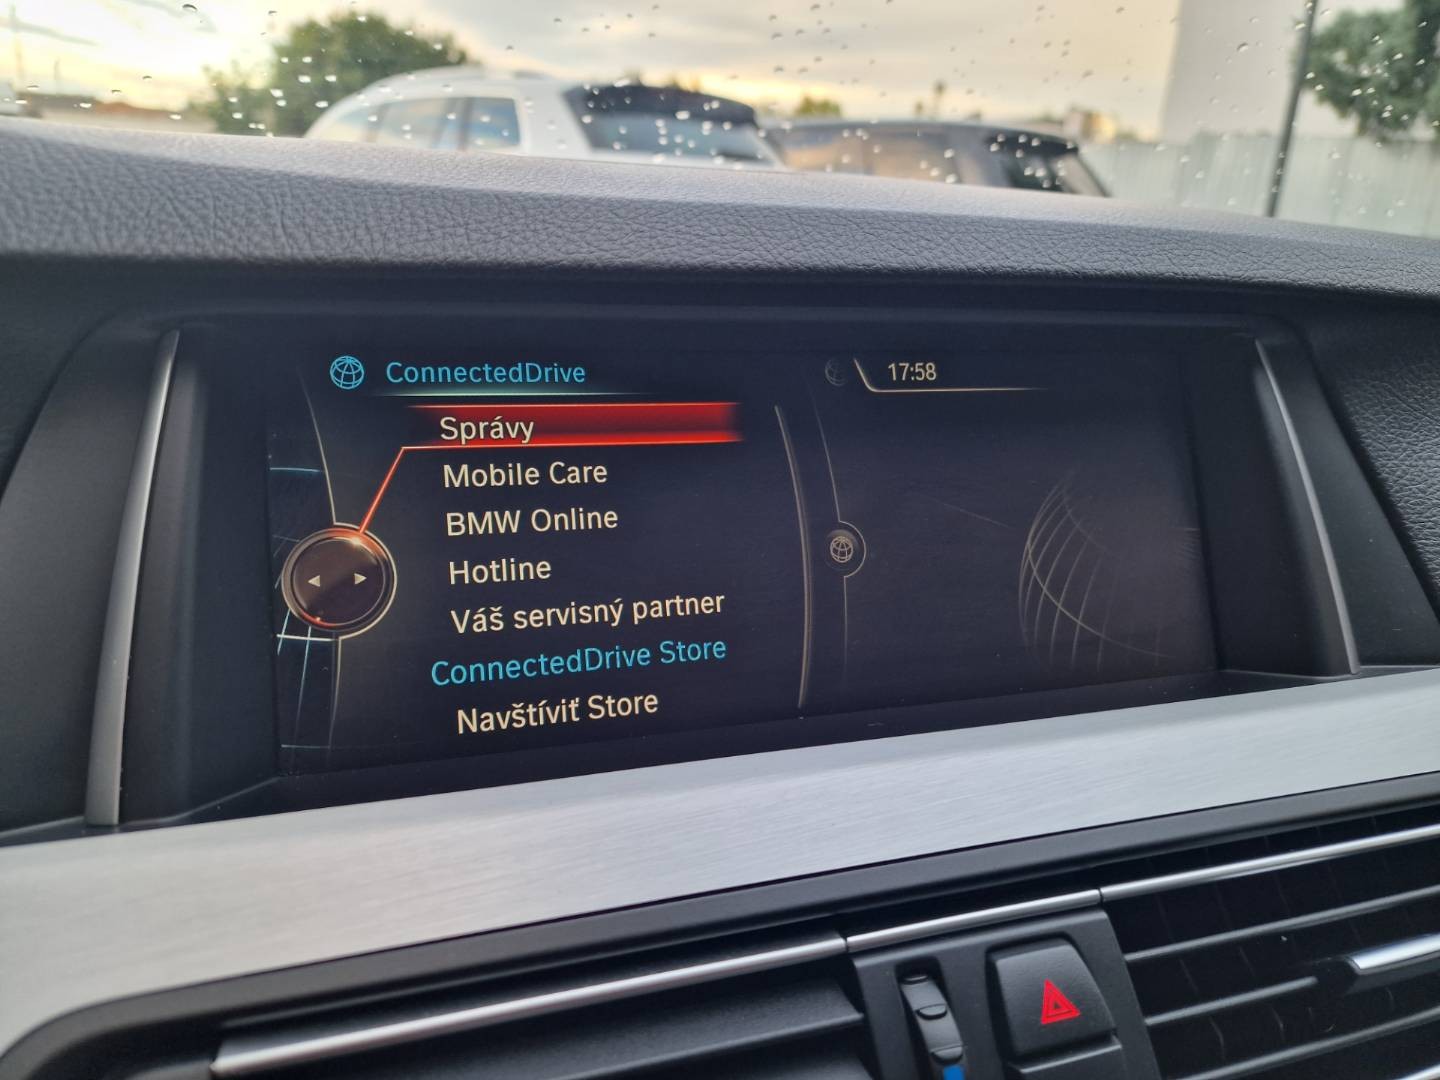 ConnectedDrive
17:58
Správy
Mobile Care
BMW Online
Hotline
Váš servisný partner
ConnectedDrive Store
Navštíviť Store